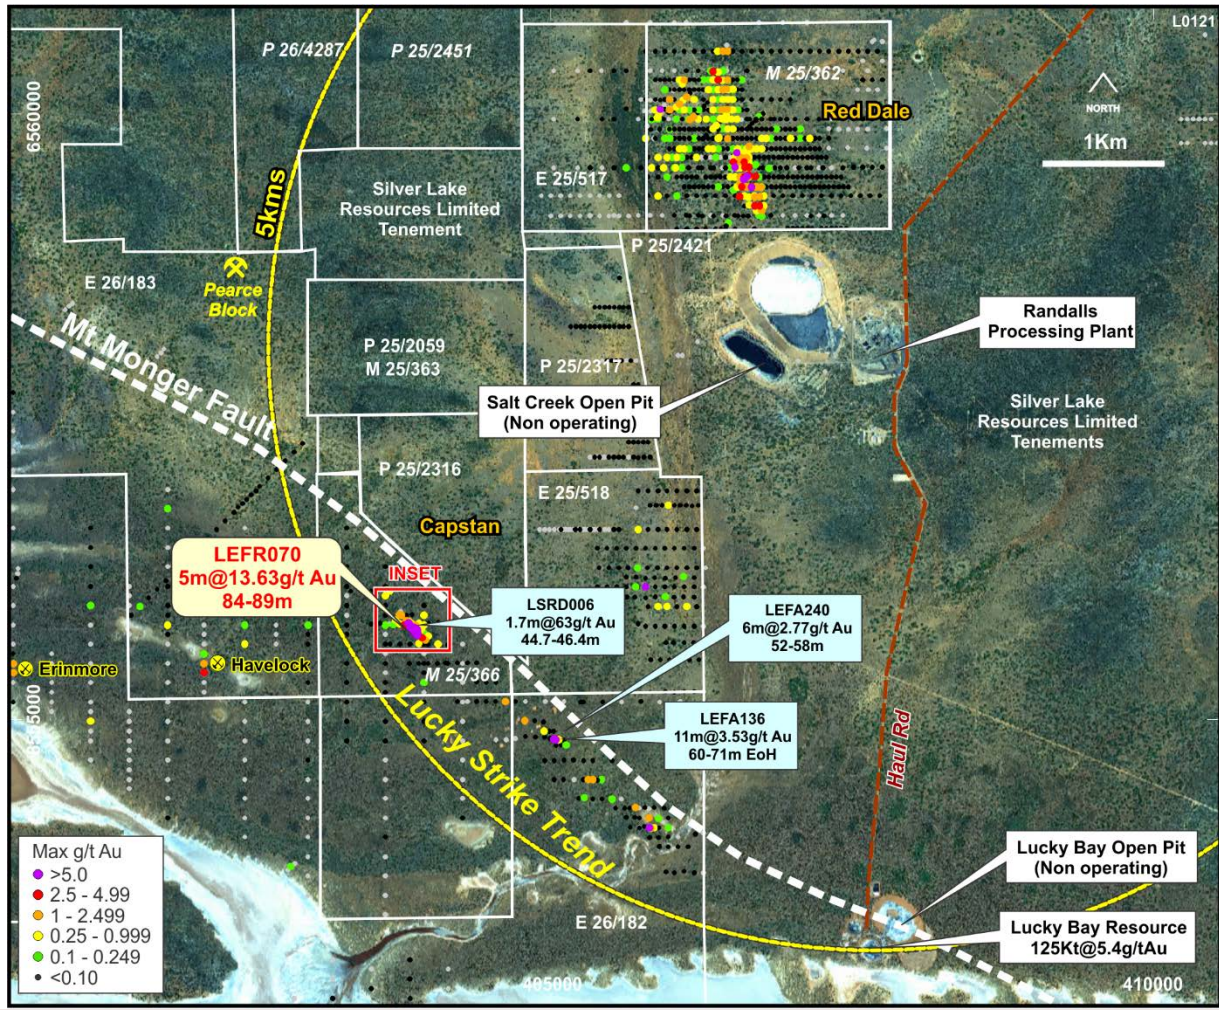 L0121
P 26/4287
P 25/2451
M 25/362
Red Dale
NORTH
1Km
6560000
5kms
Silver Lake
Resources Limited
Tenement
E 25/517
P 25/2421
E 26/183
Pearce
Block
Randalls
Processing Plant
Mt Monger Fault
P 25/2059
M 25/363
P 25/2317
Salt Creek Open Pit
(Non operating)
Silver Lake
Resources Limited
Tenements
P 25/2316
E 25/518
Capstan
LEFR070
5m@13.63g/t Au
84-89m
INSET
LSRD006
1.7m@63g/t Au
44.7-46.4m
LEFA240
6m@2.77g/t Au
52-58m
Erinmore
Havelock
M 25/366
6555000
LEFA136
11m@3.53g/t Au
60-71m EoH
Haul Rd
Lucky Strike Trend
Max g/t Au
>5.0
2.5 - 4.99
1 - 2.499
0.25 - 0.999
0.1 - 0.249
<0.10
Lucky Bay Open Pit
(Non operating)
E 26/182
Lucky Bay Resource
125Kt@5.4g/tAu
405000
410000